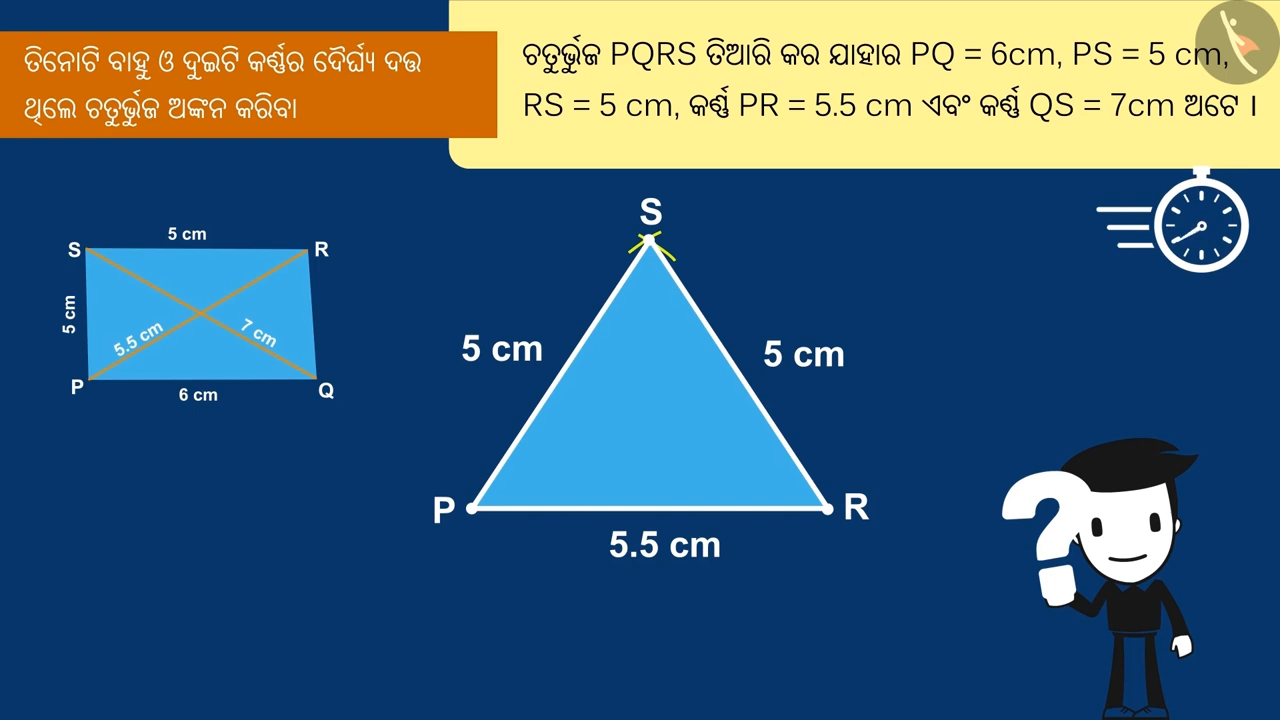 ତିନୋଟି ବାହୁ ଓ ଦୁଇଟି କର୍ଣ୍ଣର ଦୈର୍ଘ୍ୟ ଦତ୍ତ
ଥିଲେ ଚତୁର୍ଭୁଜ ଅଙ୍କନ କରିବା
ଚତୁର୍ଭୁଜ PQRS ତିଆରି କର ଯାହାର PQ = 6cm, PS = 5 cm,
RS = 5 cm, କର୍ଣ୍ଣ PR = 5.5 cm ଏବଂ କର୍ଣ୍ଣ QS = 7cm ଅଟେ ।
5 cm
S
R
5 cm
5.5 cm
7 cm
P
Q
6 cm
S
5 cm
5 cm
P
R
5.5 cm
?